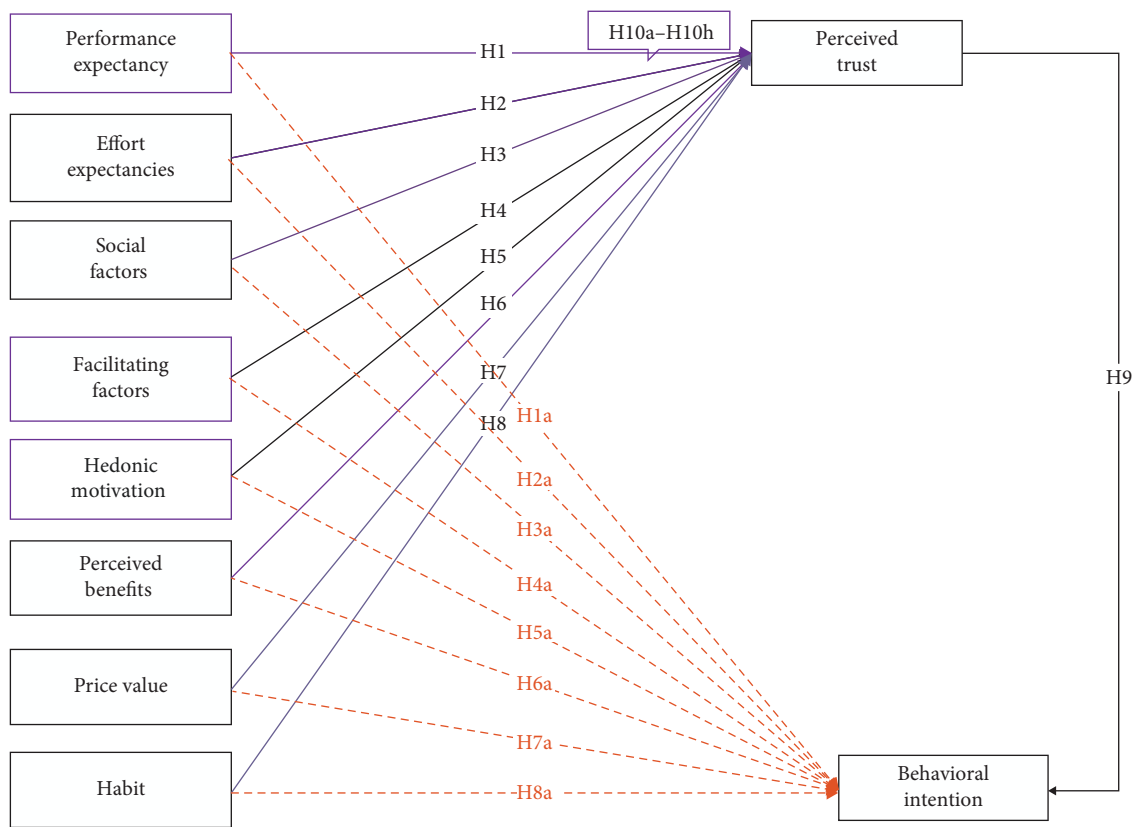 Performance
expectancy
Effort
expectancies
Social
factors
Facilitating
factors
Hedonic
motivation
Perceived
benefits
Price value
Habit
H1
H2
H3
H4
H5
H6
H7
H8
H10a–H10h
Perceived
trust
H1a
H2a
H3a
H4a
H5a
H6a
H7a
H8a
H9
Behavioral
intention